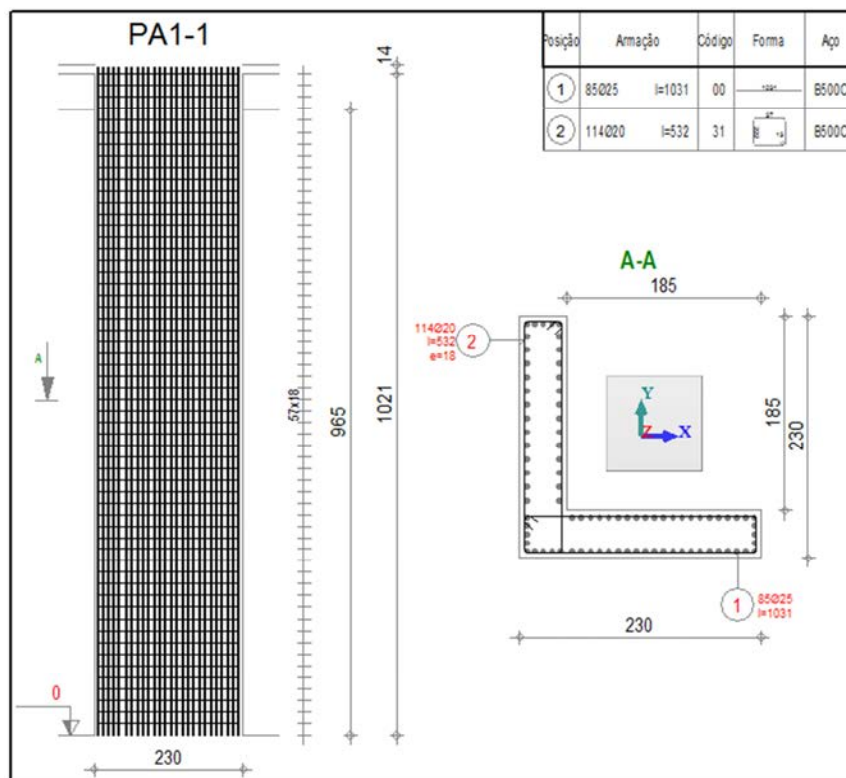 PA1-1
Posição Armação Código Forma Aço
1 85Ø25 l=1031 00 B500C
2 114Ø20 l=532 31 B500C
14
A
57x18
965
1021
0
230
A-A
185
114Ø20
l=532
e=18
2
Y
Z X
185
230
1
85Ø25
l=1031
230